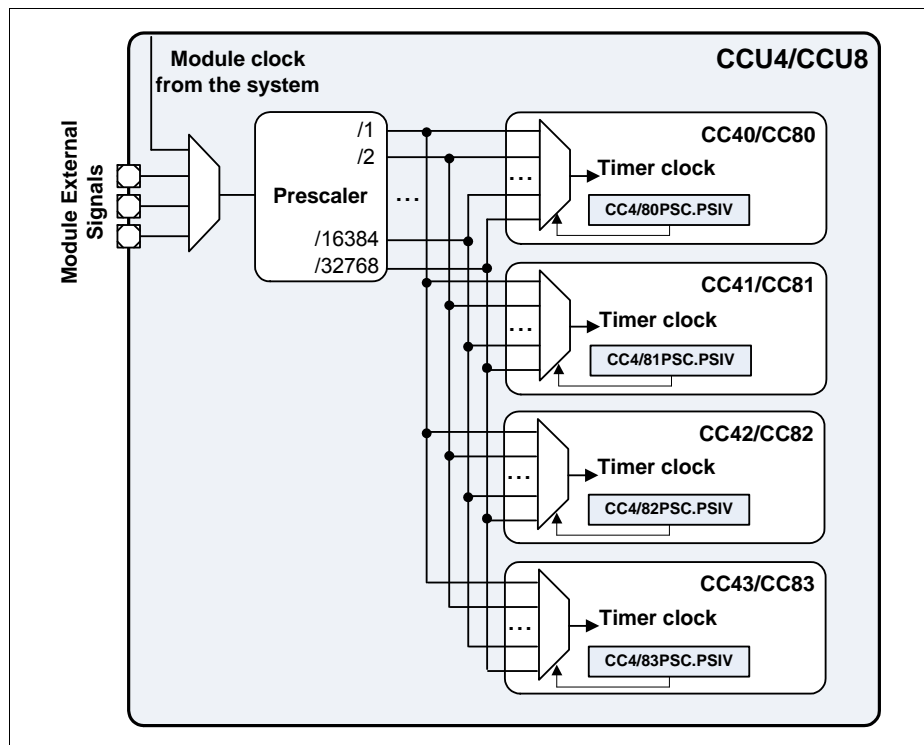 CCU4/CCU8
Module clock
from the system
Module External
Signals
Prescaler
/1
/2
...
/16384
/32768
CC40/CC80
...
Timer clock
CC4/80PSC.PSIV
CC41/CC81
...
Timer clock
CC4/81PSC.PSIV
CC42/CC82
...
Timer clock
CC4/82PSC.PSIV
CC43/CC83
...
Timer clock
CC4/83PSC.PSIV